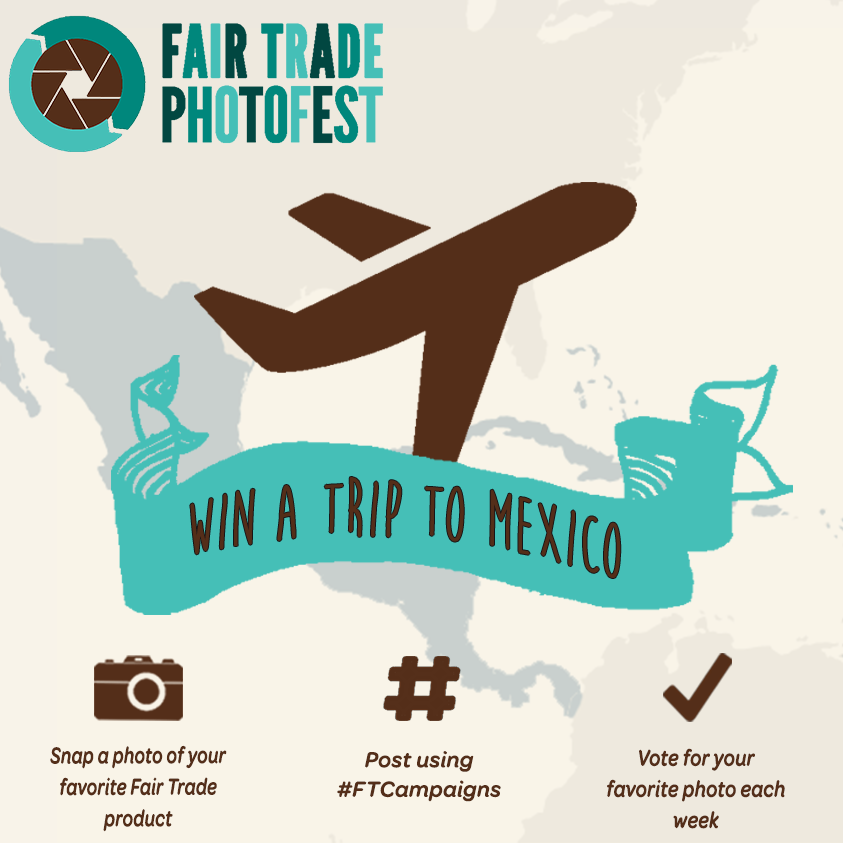 FAIR TRADE
PHOTOFEST
WIN A TRIP TO MEXICO
Snap a photo of your
favorite Fair Trade
product
Post using
#FTCampaigns
Vote for your
favorite photo each
week